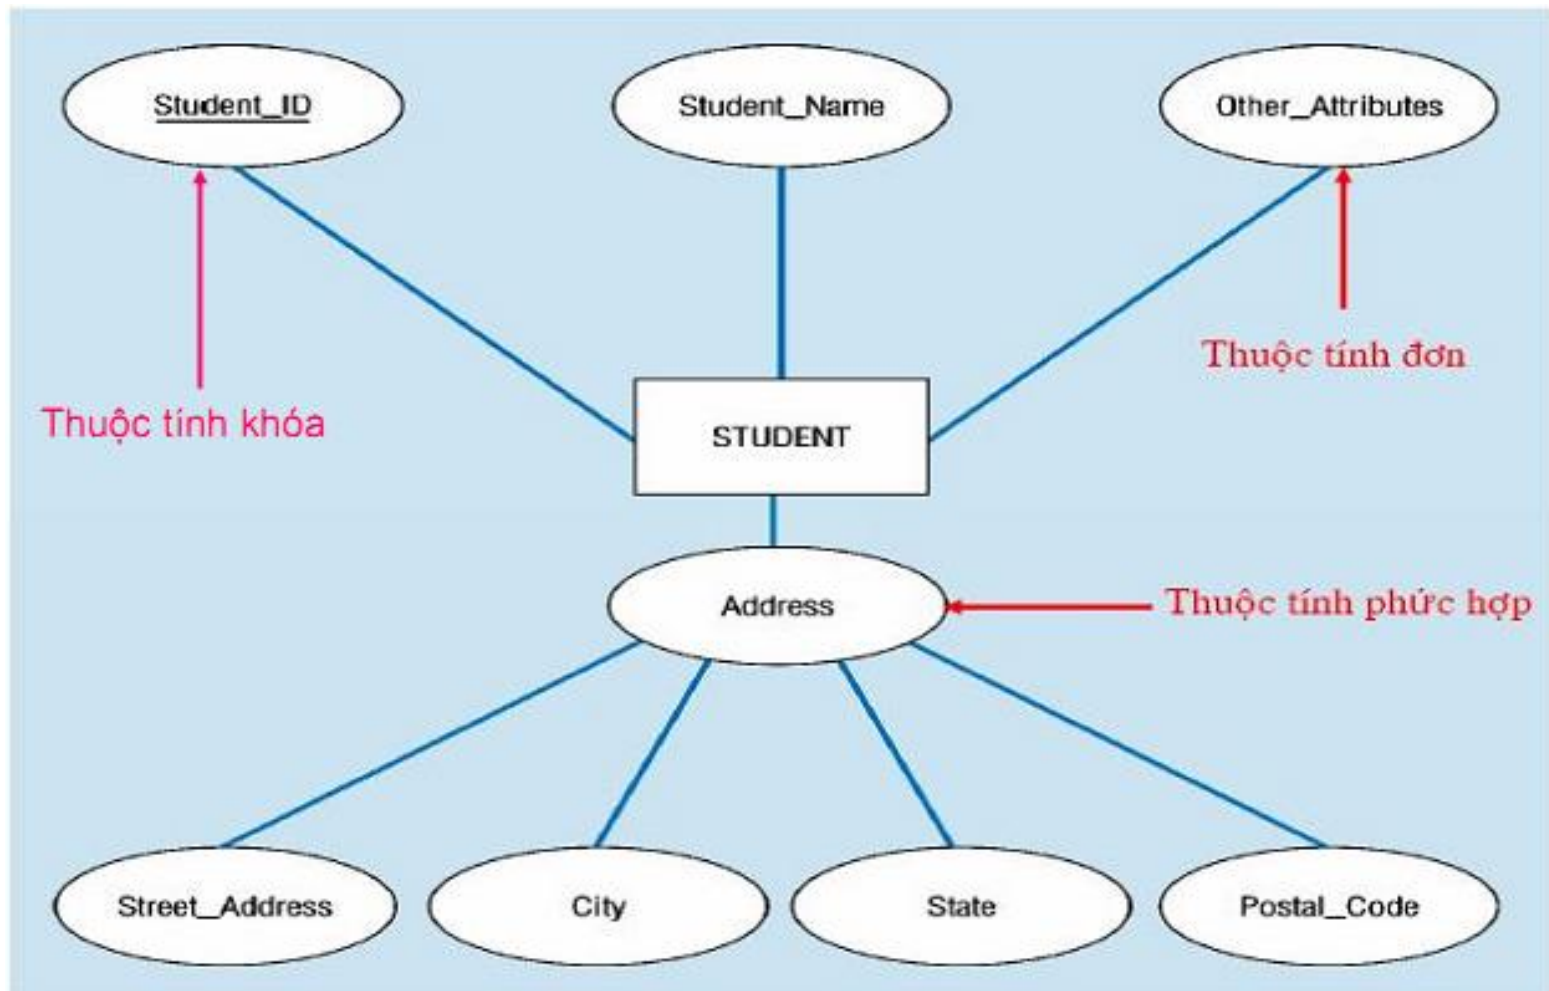 Student_ID
Student_Name
Other_Attributes
Thuộc tính đơn
Thuộc tính khóa
STUDENT
Address
Thuộc tính phức hợp
Street_Address
City
State
Postal_Code